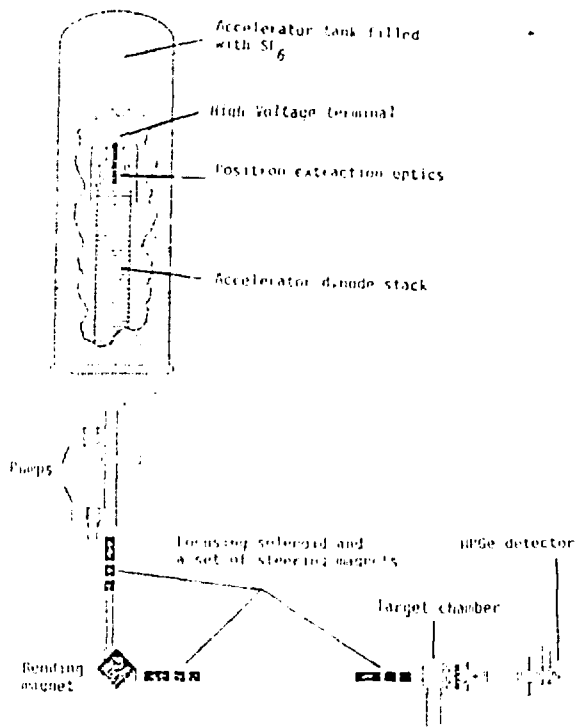 Accelerator tank filled
with SF6
High Voltage terminal
Positron extraction optics
Accelerator dynode stack
Pumps
Focusing solenoid and
a set of steering magnets
HPGe detector
Target chamber
Bending
magnet